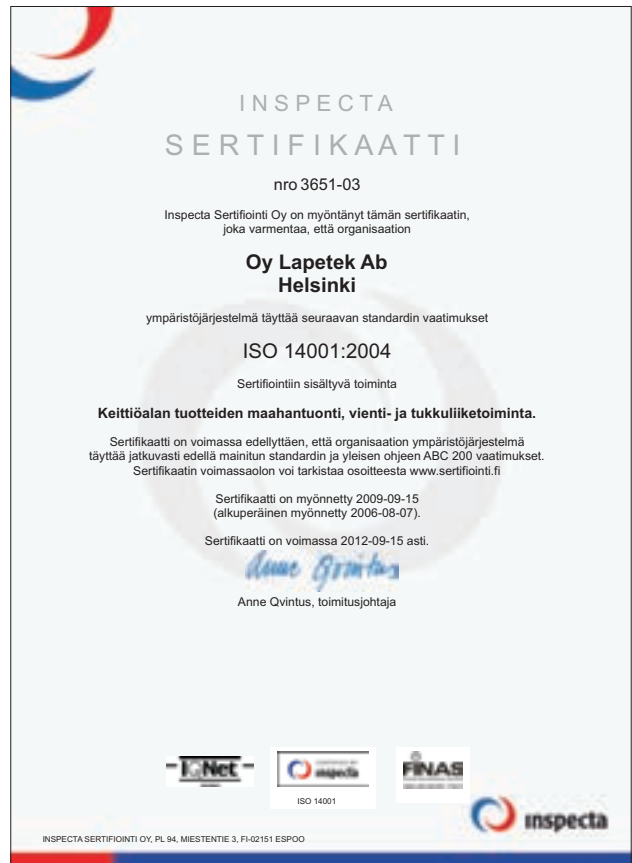 INSPECTA
SERTIFIKAATTI
nro 3651-03
Inspecta Sertifiointi Oy on myöntänyt tämän sertifikaatin,
joka varmentaa, että organisaation
Oy Lapetek Ab
Helsinki
ympäristöjärjestelmä täyttää seuraavan standardin vaatimukset
ISO 14001:2004
Sertifiointiin sisältyvä toiminta
Keittiöalan tuotteiden maahantuonti, vienti- ja tukkuliiketoiminta.
Sertifikaatti on voimassa edellyttäen, että organisaation ympäristöjärjestelmä
täyttää jatkuvasti edellä mainitun standardin ja yleisen ohjeen ABC 200 vaatimukset.
Sertifikaatin voimassaolon voi tarkistaa osoitteesta www.sertifiointi.fi
Sertifikaatti on myönnetty 2009-09-15
(alkuperäinen myönnetty 2006-08-07).
Sertifikaatti on voimassa 2012-09-15 asti.
Anne Qvintus
Anne Qvintus, toimitusjohtaja
IQNet
inspecta
FINAS
ISO 14001
inspecta
INSPECTA SERTIFIOINTI OY, PL 94, MIESTENTIE 3, FI-02151 ESPOO